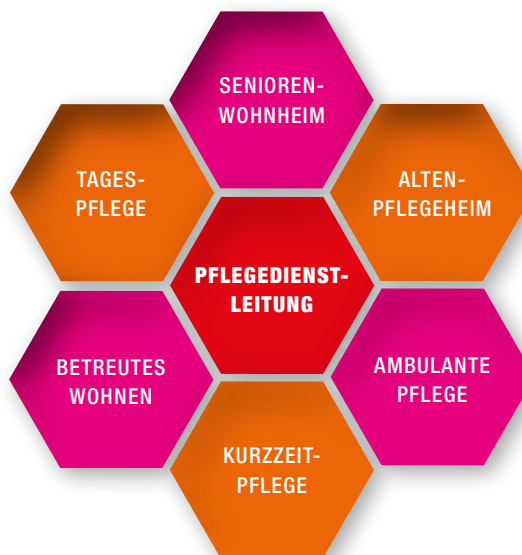 SENIOREN-
WOHNHEIM
TAGES-
PFLEGE
ALTEN-
PFLEGEHEIM
PFLEGEDIENST-
LEITUNG
BETREUTES
WOHNEN
AMBULANTE
PFLEGE
KURZZEIT-
PFLEGE